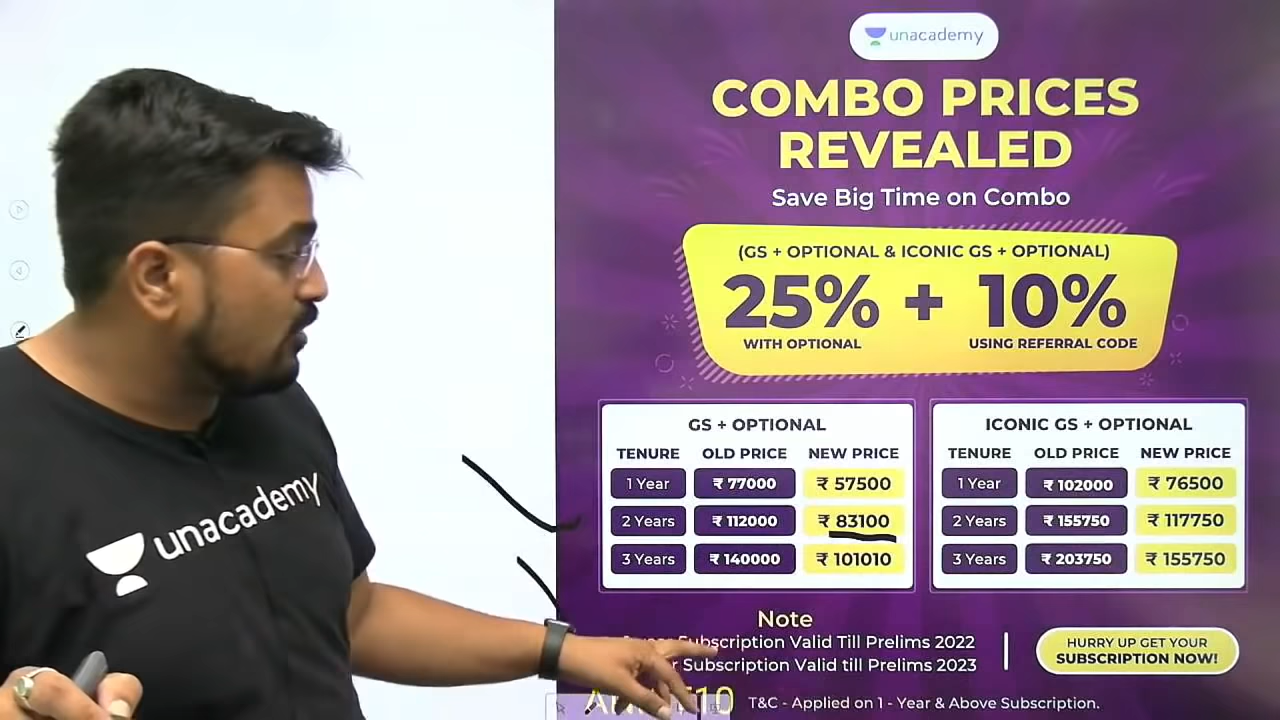 unacademy
COMBO PRICES
REVEALED
Save Big Time on Combo
(GS + OPTIONAL & ICONIC GS + OPTIONAL)
25% + 10%
WITH OPTIONAL USING REFERRAL CODE
GS + OPTIONAL
TENURE OLD PRICE NEW PRICE
1 Year ₹ 77000 ₹ 57500
2 Years ₹ 112000 ₹ 83100
3 Years ₹ 140000 ₹ 101010
ICONIC GS + OPTIONAL
TENURE OLD PRICE NEW PRICE
1 Year ₹ 102000 ₹ 76500
2 Years ₹ 155750 ₹ 117750
3 Years ₹ 203750 ₹ 155750
Note
Subscription Valid Till Prelims 2022
Subscription Valid till Prelims 2023
HURRY UP GET YOUR
SUBSCRIPTION NOW!
T&C - Applied on 1 - Year & Above Subscription.
unacademy